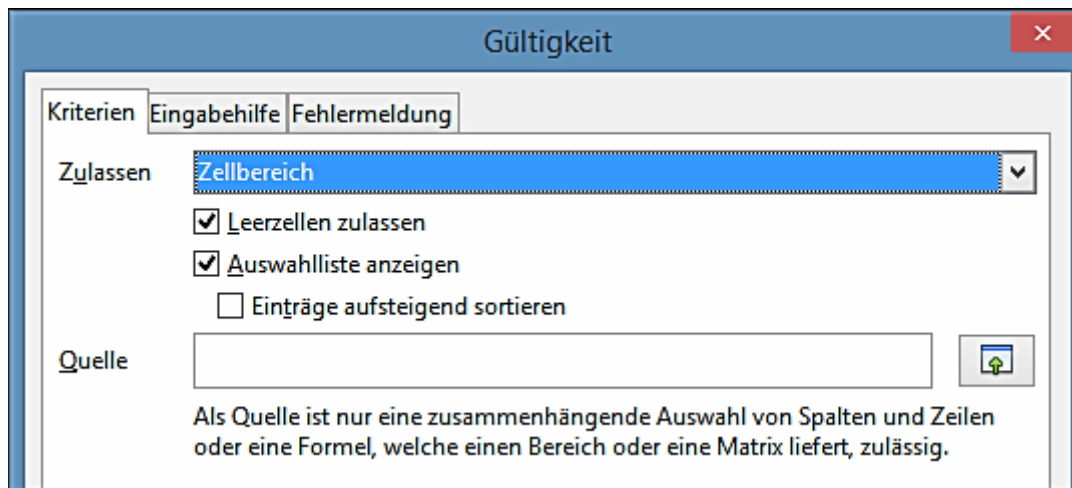 Gültigkeit
Kriterien Eingabehilfe Fehlermeldung
Zulassen Zellbereich
Leerzellen zulassen
Auswahlliste anzeigen
Einträge aufsteigend sortieren
Quelle
Als Quelle ist nur eine zusammenhängende Auswahl von Spalten und Zeilen
oder eine Formel, welche einen Bereich oder eine Matrix liefert, zulässig.